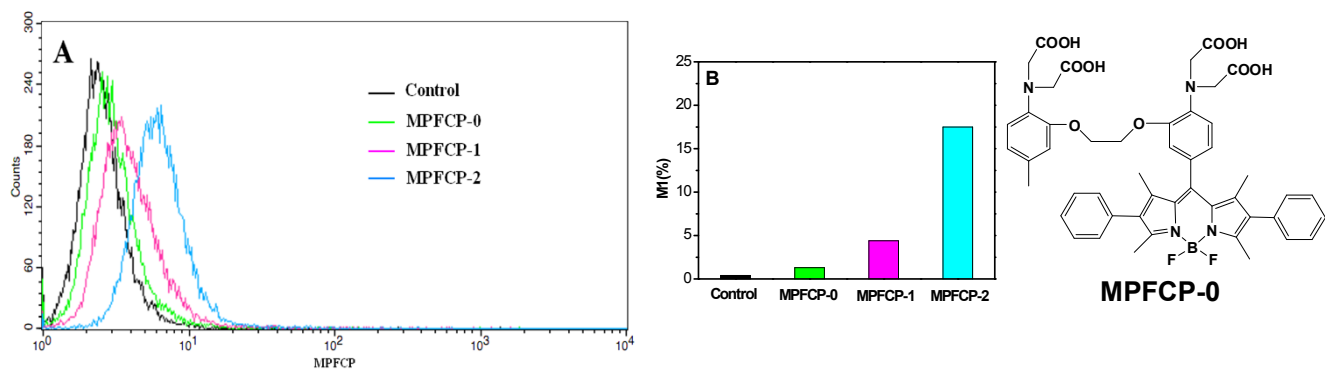 A
Counts
300
240
180
120
60
0
10^0
10^1
10^2
10^3
10^4
MPFCP
Control
MPFCP-0
MPFCP-1
MPFCP-2
B
M1(%)
25
20
15
10
5
0
Control
MPFCP-0
MPFCP-1
MPFCP-2
COOH
COOH
N
COOH
COOH
N
O
O
N
N
B
F
F
MPFCP-0